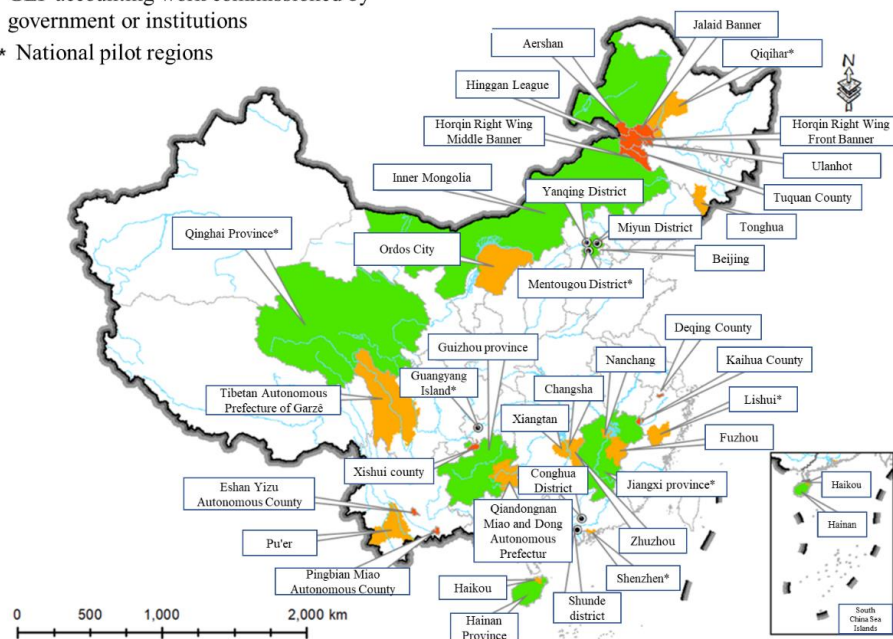 government or institutions
* National pilot regions
Jalaid Banner
Aershan
Qiqihar*
N
Hinggan League
Horqin Right Wing
Middle Banner
Horqin Right Wing
Front Banner
Ulanhot
Inner Mongolia
Yanqing District
Tuquan County
Qinghai Province*
Miyun District
Tonghua
Ordos City
Beijing
Mentougou District*
Deqing County
Guizhou province
Nanchang
Kaihua County
Guangyang
Island*
Changsha
Tibetan Autonomous
Prefecture of Garzê
Xiangtan
Lishui*
Fuzhou
Xishui county
Conghua
District
Jiangxi province*
Haikou
Eshan Yizu
Autonomous County
Qiandongnan
Miao and Dong
Autonomous
Prefectur
Hainan
Pu'er
Zhuzhou
Pingbian Miao
Autonomous County
Haikou
Shenzhen*
Shunde
district
Hainan
Province
South
China Sea
Islands
0 500 1,000 2,000 km